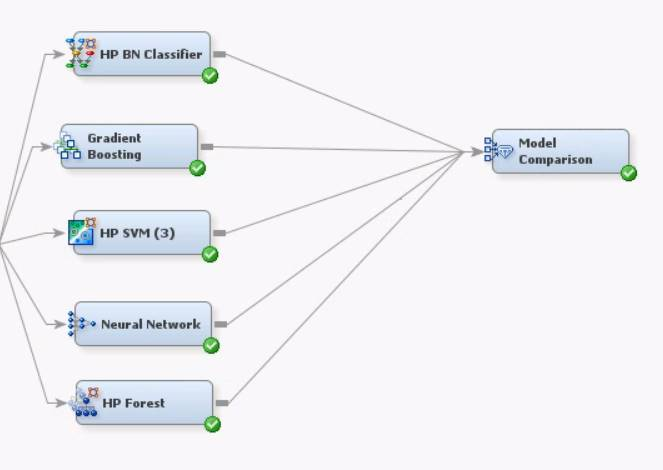 HP BN Classifier
Gradient
Boosting
HP SVM (3)
Neural Network
HP Forest
Model
Comparison